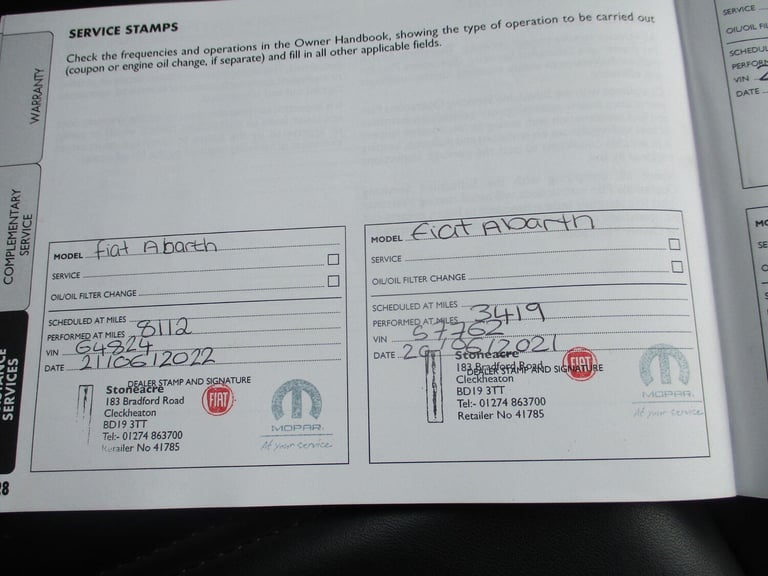 SERVICE STAMPS
Check the frequencies and operations in the Owner Handbook, showing the type of operation to be carried out
(coupon or engine oil change, if separate) and fill in all other applicable fields.
WARRANTY
COMPLEMENTARY
SERVICE
SERVICES
28
MODEL fiat Abarth
SERVICE
OIL/OIL FILTER CHANGE
SCHEDULED AT MILES
PERFORMED AT MILES 8112
VIN 64824
DATE 21/06/2022
DEALER STAMP AND SIGNATURE
Stoneacre
183 Bradford Road
Cleckheaton
BD19 3TT
Tel:- 01274 863700
Retailer No 41785
FIAT
MOPAR.
At your service.
MODEL Fiat Abarth
SERVICE
OIL/OIL FILTER CHANGE
SCHEDULED AT MILES
PERFORMED AT MILES 3419
VIN 57762
DATE 29/06/2021
Stoneacre
183 Bradford Road
DEALER STAMP AND SIGNATURE
Cleckheaton
BD19 3TT
Tel:- 01274 863700
Retailer No 41785
FIAT
MOPAR.
At your service.
SERVICE
OIL/OIL FIL
SCHEDUL
PERFOR
VIN
DATE